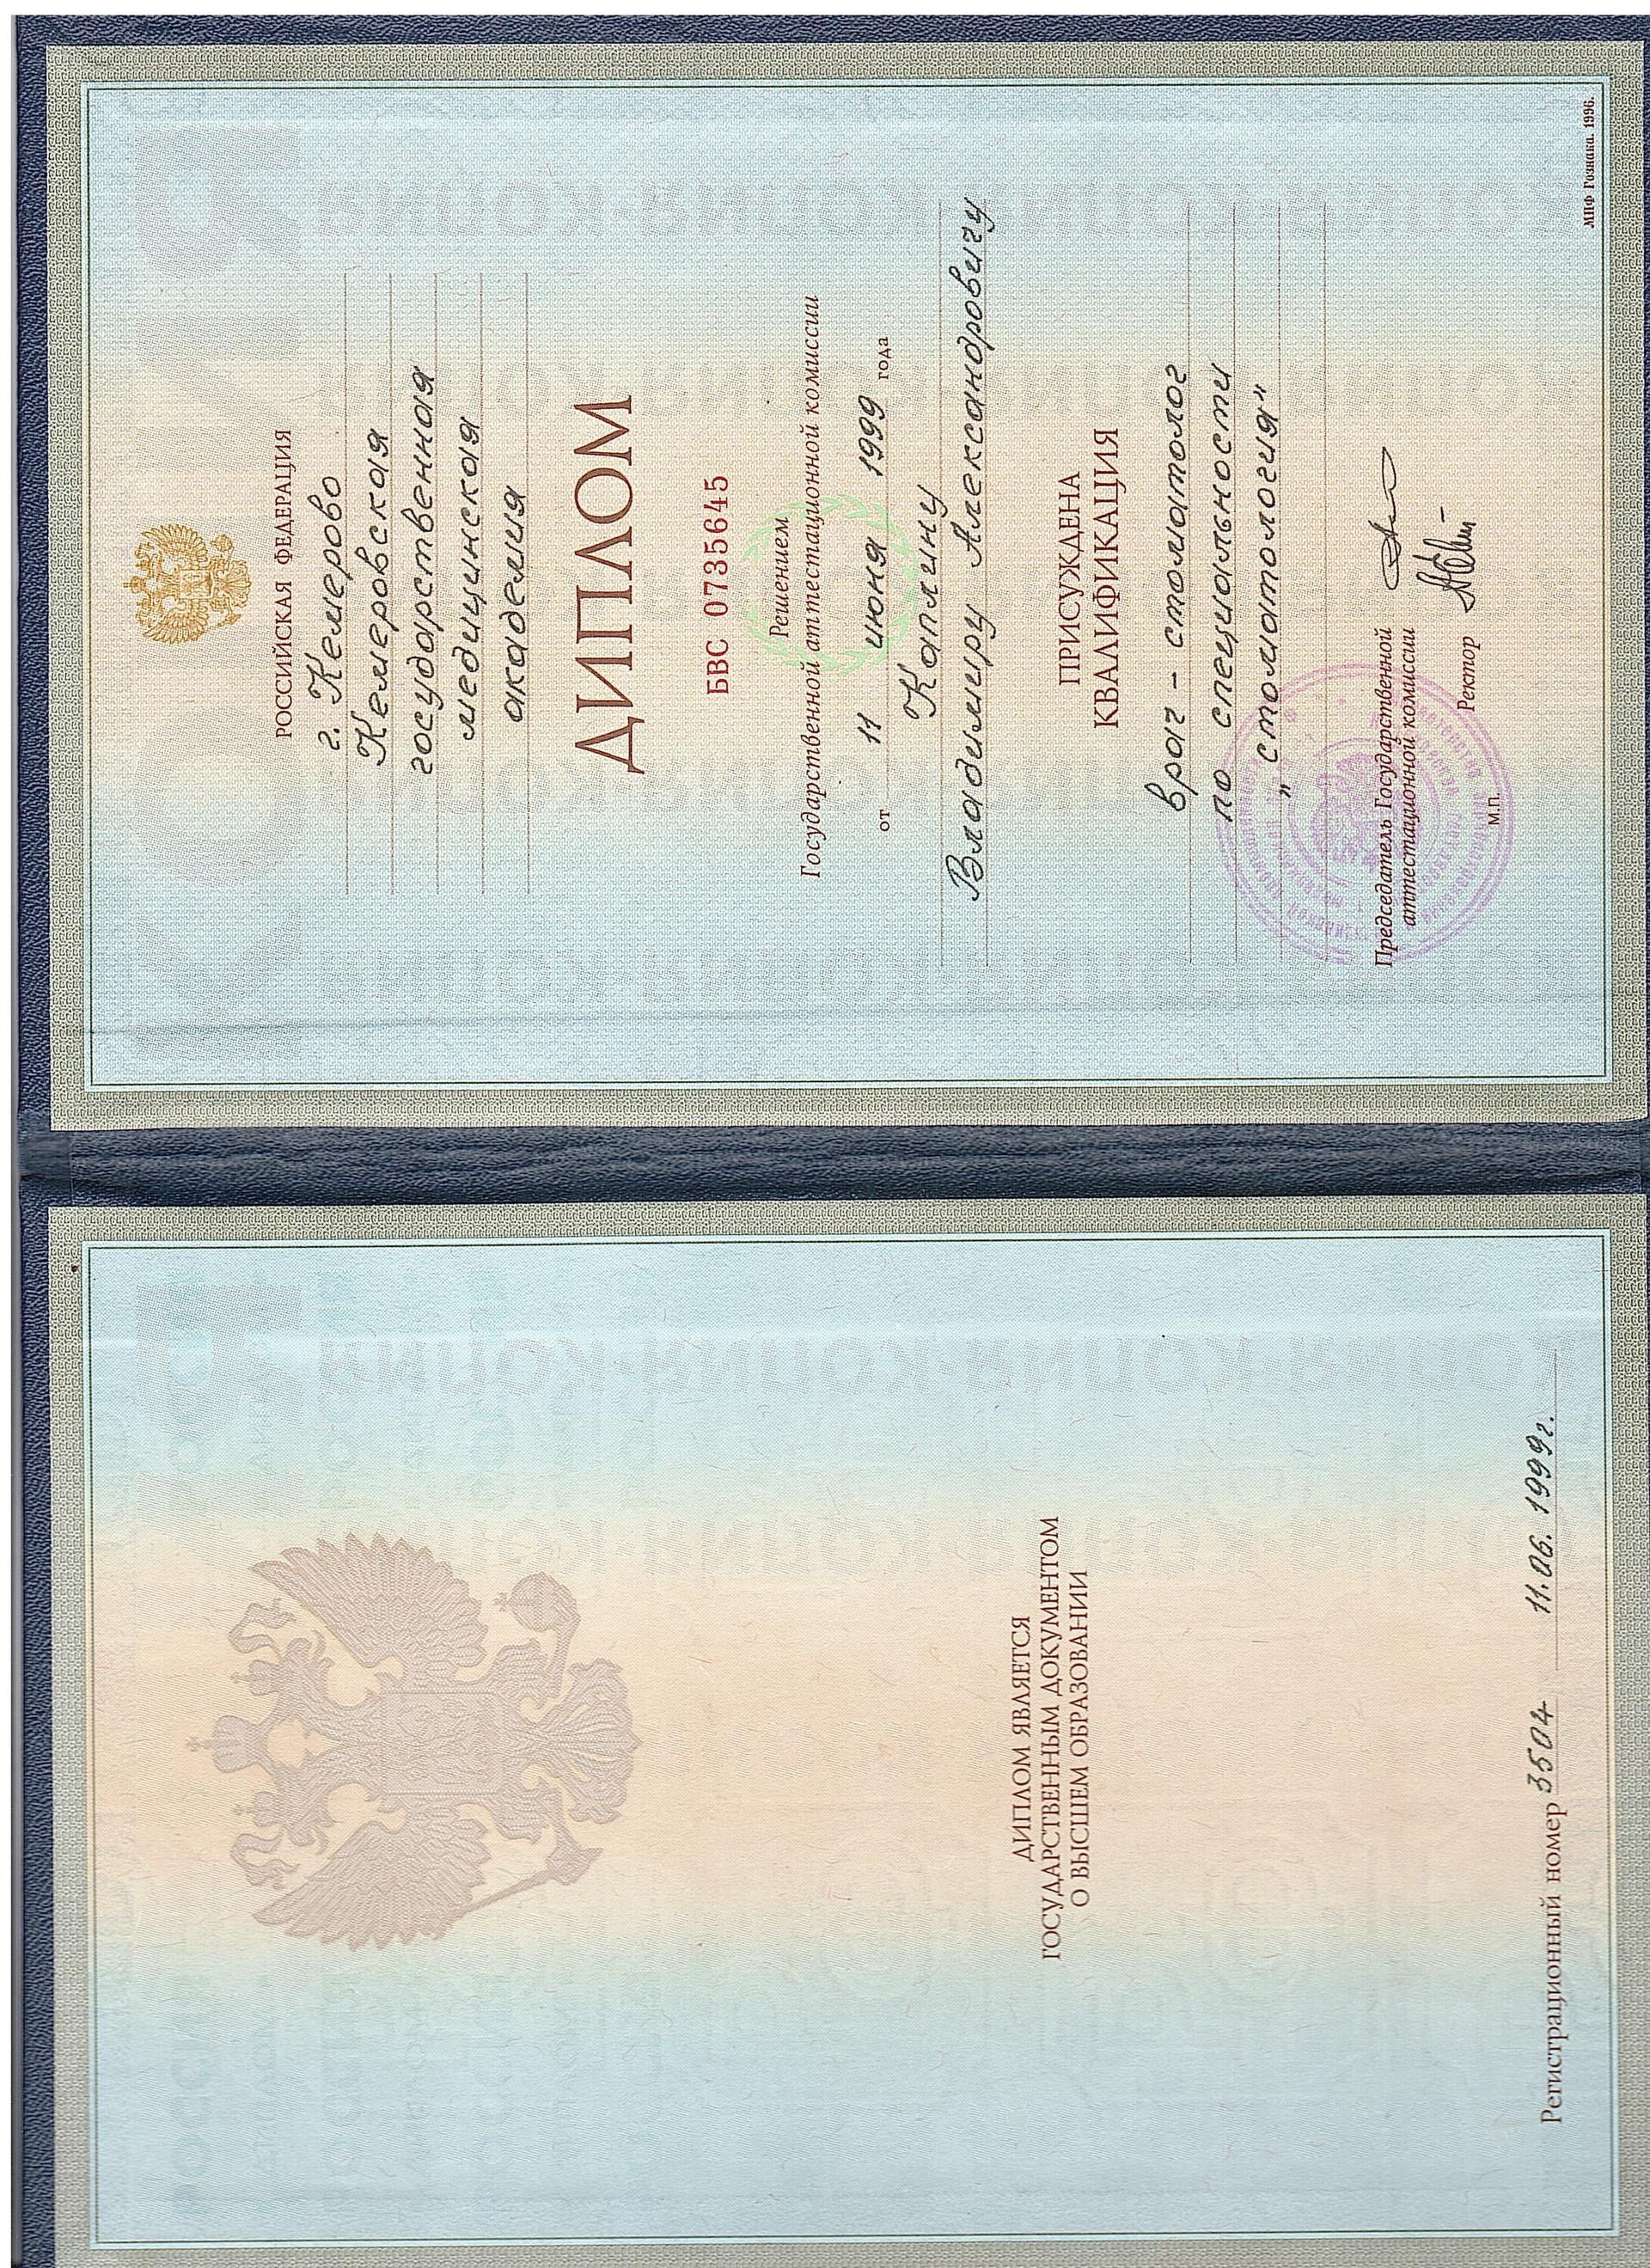 ДИПЛОМ ЯВЛЯЕТСЯ
ГОСУДАРСТВЕННЫМ ДОКУМЕНТОМ
О ВЫСШЕМ ОБРАЗОВАНИИ
Регистрационный номер 3504 11.06.1999г.
РОССИЙСКАЯ ФЕДЕРАЦИЯ
г. Кемерово
Кемеровская
государственная
медицинская
академия
ДИПЛОМ
БВС 0735645
Решением
Государственной аттестационной комиссии
от 11 июня 1999 года
Каплину
Владимиру Александровичу
ПРИСУЖДЕНА
КВАЛИФИКАЦИЯ
врач - стоматолог
по специальности
„стоматология"
Председатель Государственной
аттестационной комиссии
Ректор
М.П.
МПФ Гознака. 1996.